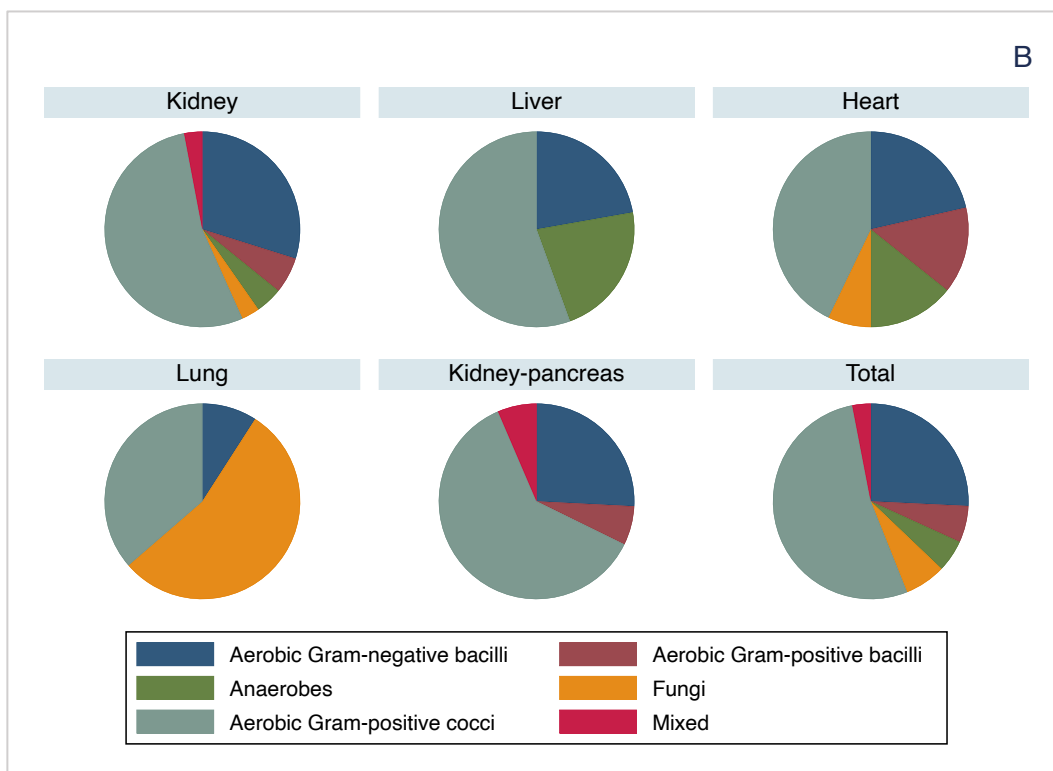 B
Kidney
Liver
Heart
Lung
Kidney-pancreas
Total
Aerobic Gram-negative bacilli
Aerobic Gram-positive bacilli
Anaerobes
Fungi
Aerobic Gram-positive cocci
Mixed